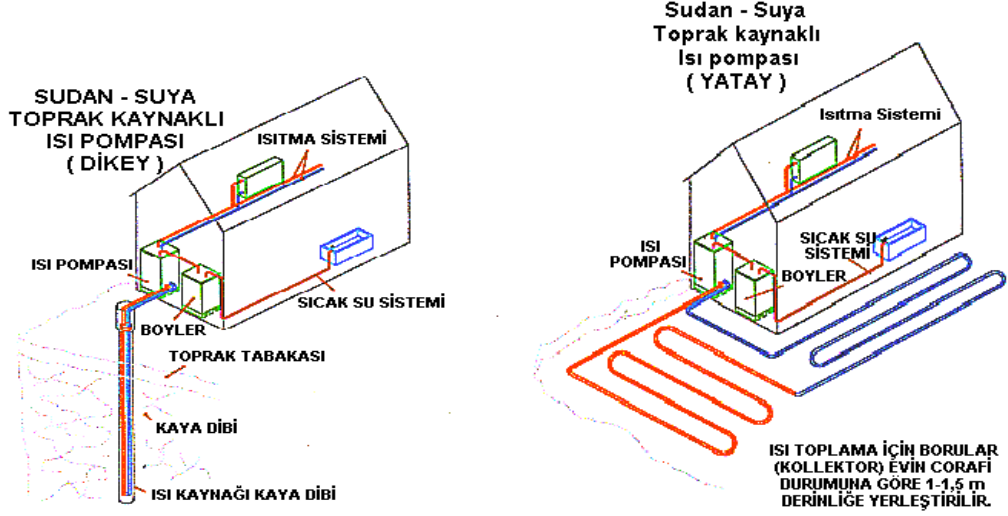 SUDAN - SUYA
TOPRAK KAYNAKLI
ISI POMPASI
( DİKEY )
ISITMA SİSTEMİ
ISI POMPASI
BOYLER
SICAK SU SİSTEMİ
TOPRAK TABAKASI
KAYA DİBİ
ISI KAYNAĞI KAYA DİBİ
Sudan - Suya
Toprak kaynaklı
Isı pompası
( YATAY )
Isıtma Sistemi
ISI
POMPASI
SICAK SU
SİSTEMİ
BOYLER
ISI TOPLAMA İÇİN BORULAR
(KOLLEKTOR) EVİN CORAFİ
DURUMUNA GÖRE 1-1,5 m
DERİNLİĞE YERLEŞTİRİLİR.